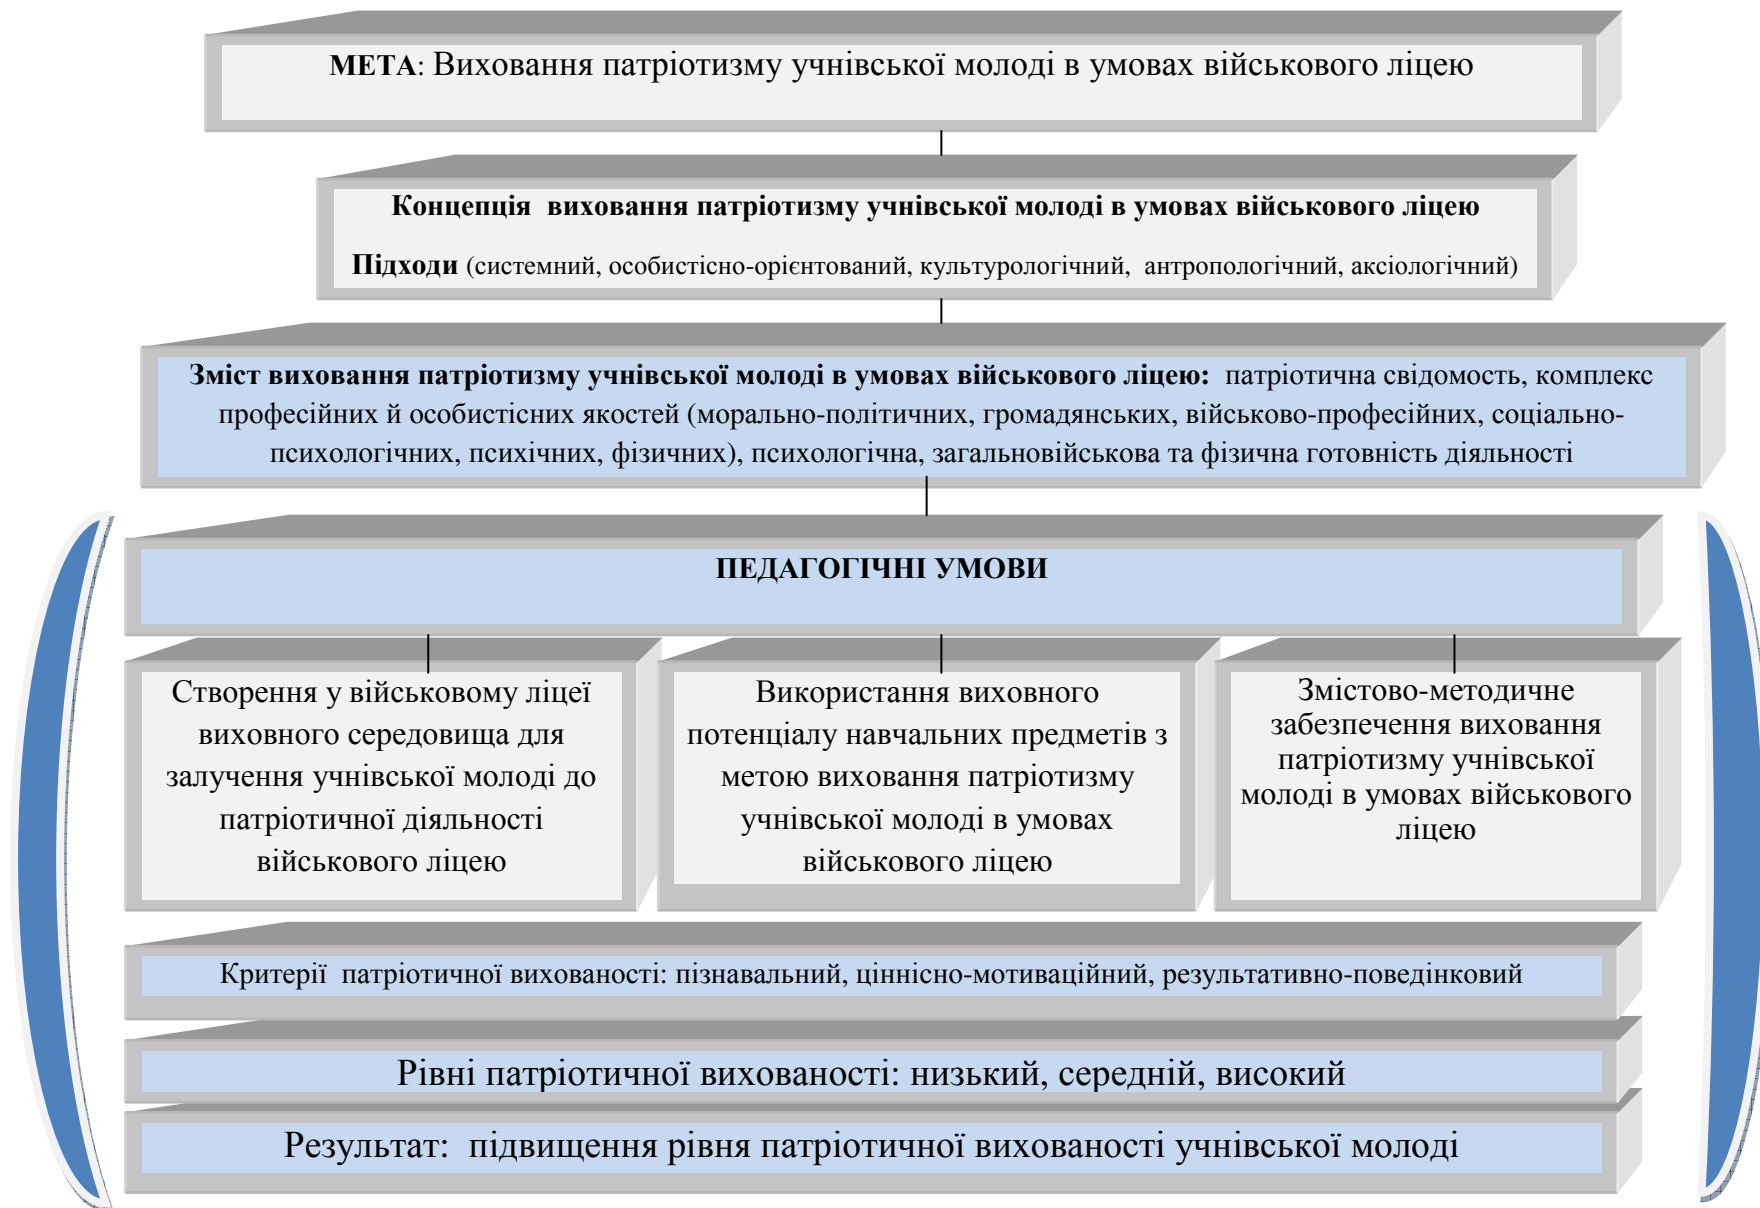 МЕТА: Виховання патріотизму учнівської молоді в умовах військового ліцею
Концепція виховання патріотизму учнівської молоді в умовах військового ліцею
Підходи (системний, особистісно-орієнтований, культурологічний, антропологічний, аксіологічний)
Зміст виховання патріотизму учнівської молоді в умовах військового ліцею: патріотична свідомость, комплекс
професійних й особистісних якостей (морально-політичних, громадянських, військово-професійних, соціально-
психологічних, психічних, фізичних), психологічна, загальновійськова та фізична готовність діяльності
ПЕДАГОГІЧНІ УМОВИ
Створення у військовому ліцеї
виховного середовища для
залучення учнівської молоді до
патріотичної діяльності
військового ліцею
Використання виховного
потенціалу навчальних предметів з
метою виховання патріотизму
учнівської молоді в умовах
військового ліцею
Змістово-методичне
забезпечення виховання
патріотизму учнівської
молоді в умовах військового
ліцею
Критерії патріотичної вихованості: пізнавальний, ціннісно-мотиваційний, результативно-поведінковий
Рівні патріотичної вихованості: низький, середній, високий
Результат: підвищення рівня патріотичної вихованості учнівської молоді